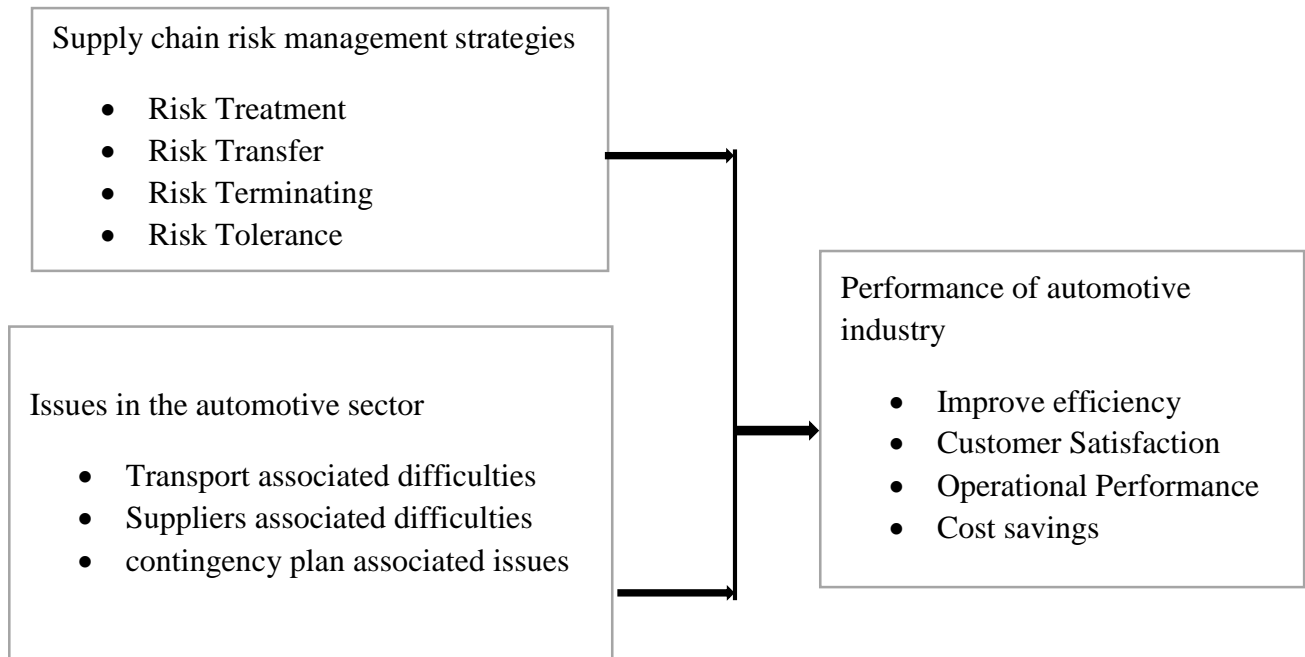 Supply chain risk management strategies
• Risk Treatment
• Risk Transfer
• Risk Terminating
• Risk Tolerance
Issues in the automotive sector
• Transport associated difficulties
• Suppliers associated difficulties
• contingency plan associated issues
Performance of automotive
industry
• Improve efficiency
• Customer Satisfaction
• Operational Performance
• Cost savings